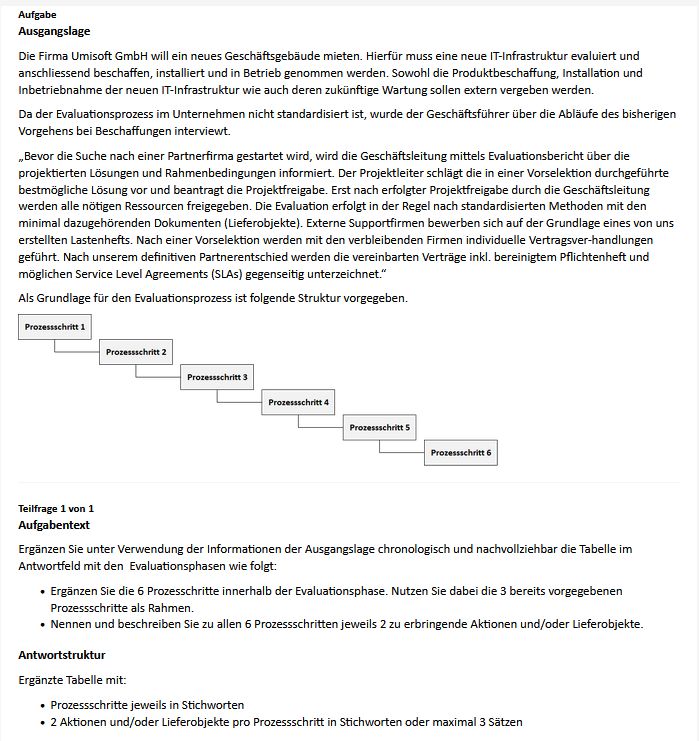 Aufgabe
Ausgangslage
Die Firma Umisoft GmbH will ein neues Geschäftsgebäude mieten. Hierfür muss eine neue IT-Infrastruktur evaluiert und
anschliessend beschaffen, installiert und in Betrieb genommen werden. Sowohl die Produktbeschaffung, Installation und
Inbetriebnahme der neuen IT-Infrastruktur wie auch deren zukünftige Wartung sollen extern vergeben werden.
Da der Evaluationsprozess im Unternehmen nicht standardisiert ist, wurde der Geschäftsführer über die Abläufe des bisherigen
Vorgehens bei Beschaffungen interviewt.
„Bevor die Suche nach einer Partnerfirma gestartet wird, wird die Geschäftsleitung mittels Evaluationsbericht über die
projektierten Lösungen und Rahmenbedingungen informiert. Der Projektleiter schlägt die in einer Vorselektion durchgeführte
bestmögliche Lösung vor und beantragt die Projektfreigabe. Erst nach erfolgter Projektfreigabe durch die Geschäftsleitung
werden alle nötigen Ressourcen freigegeben. Die Evaluation erfolgt in der Regel nach standardisierten Methoden mit den
minimal dazugehörenden Dokumenten (Lieferobjekte). Externe Supportfirmen bewerben sich auf der Grundlage eines von uns
erstellten Lastenhefts. Nach einer Vorselektion werden mit den verbleibenden Firmen individuelle Vertragsver-handlungen
geführt. Nach unserem definitiven Partnerentschied werden die vereinbarten Verträge inkl. bereinigtem Pflichtenheft und
möglichen Service Level Agreements (SLAs) gegenseitig unterzeichnet.“
Als Grundlage für den Evaluationsprozess ist folgende Struktur vorgegeben.
Prozessschritt 1
Prozessschritt 2
Prozessschritt 3
Prozessschritt 4
Prozessschritt 5
Prozessschritt 6
Teilfrage 1 von 1
Aufgabentext
Ergänzen Sie unter Verwendung der Informationen der Ausgangslage chronologisch und nachvollziehbar die Tabelle im
Antwortfeld mit den Evaluationsphasen wie folgt:
• Ergänzen Sie die 6 Prozesschritte innerhalb der Evaluationsphase. Nutzen Sie dabei die 3 bereits vorgegebenen
Prozessschritte als Rahmen.
• Nennen und beschreiben Sie zu allen 6 Prozessschritten jeweils 2 zu erbringende Aktionen und/oder Lieferobjekte.
Antwortstruktur
Ergänzte Tabelle mit:
• Prozessschritte jeweils in Stichworten
• 2 Aktionen und/oder Lieferobjekte pro Prozessschritt in Stichworten oder maximal 3 Sätzen